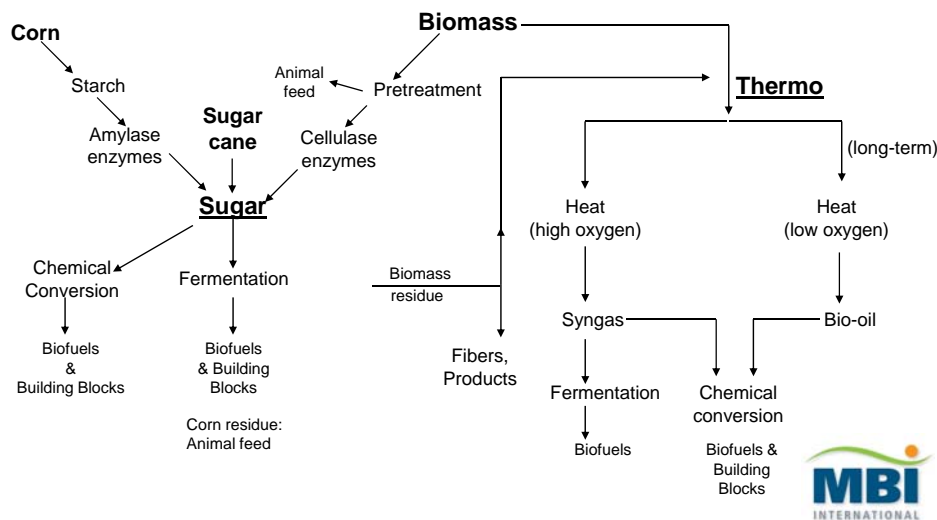 Corn
Starch
Amylase
enzymes
Sugar
cane
Biomass
Animal
feed
Pretreatment
Cellulase
enzymes
Sugar
Chemical
Conversion
Biofuels
&
Building Blocks
Fermentation
Biofuels
& Building
Blocks
Corn residue:
Animal feed
Biomass
residue
Fibers,
Products
Thermo
(long-term)
Heat
(high oxygen)
Heat
(low oxygen)
Syngas
Bio-oil
Fermentation
Biofuels
Chemical
conversion
Biofuels &
Building
Blocks
MBI
INTERNATIONAL